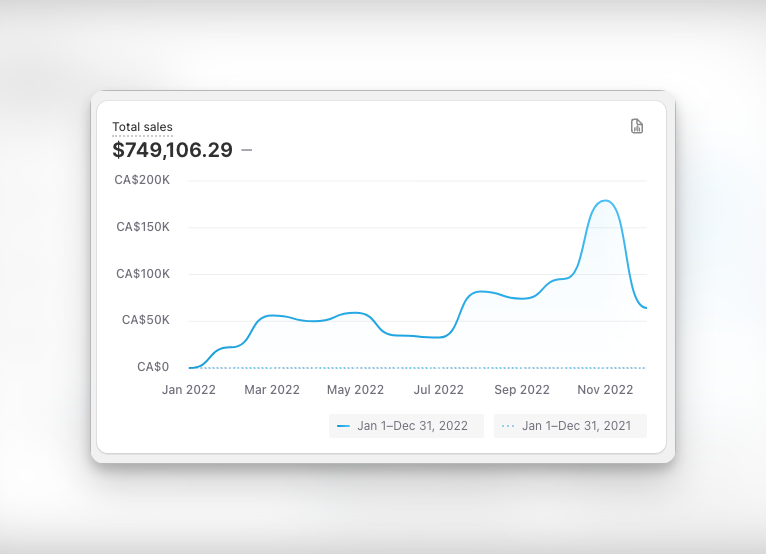 Total sales
$749,106.29 —
CA$200K
CA$150K
CA$100K
CA$50K
CA$0
Jan 2022 Mar 2022 May 2022 Jul 2022 Sep 2022 Nov 2022
Jan 1–Dec 31, 2022 Jan 1–Dec 31, 2021